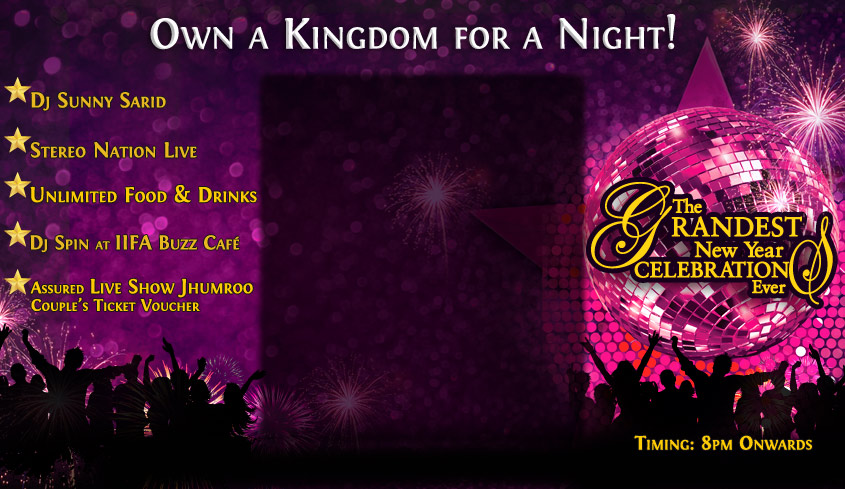 Own a Kingdom for a Night!
Dj Sunny Sarid
Stereo Nation Live
Unlimited Food & Drinks
Dj Spin at IIFA Buzz Café
Assured Live Show Jhumroo
Couple's Ticket Voucher
The
Grandest
New Year
Celebrations
Ever
Timing: 8pm Onwards